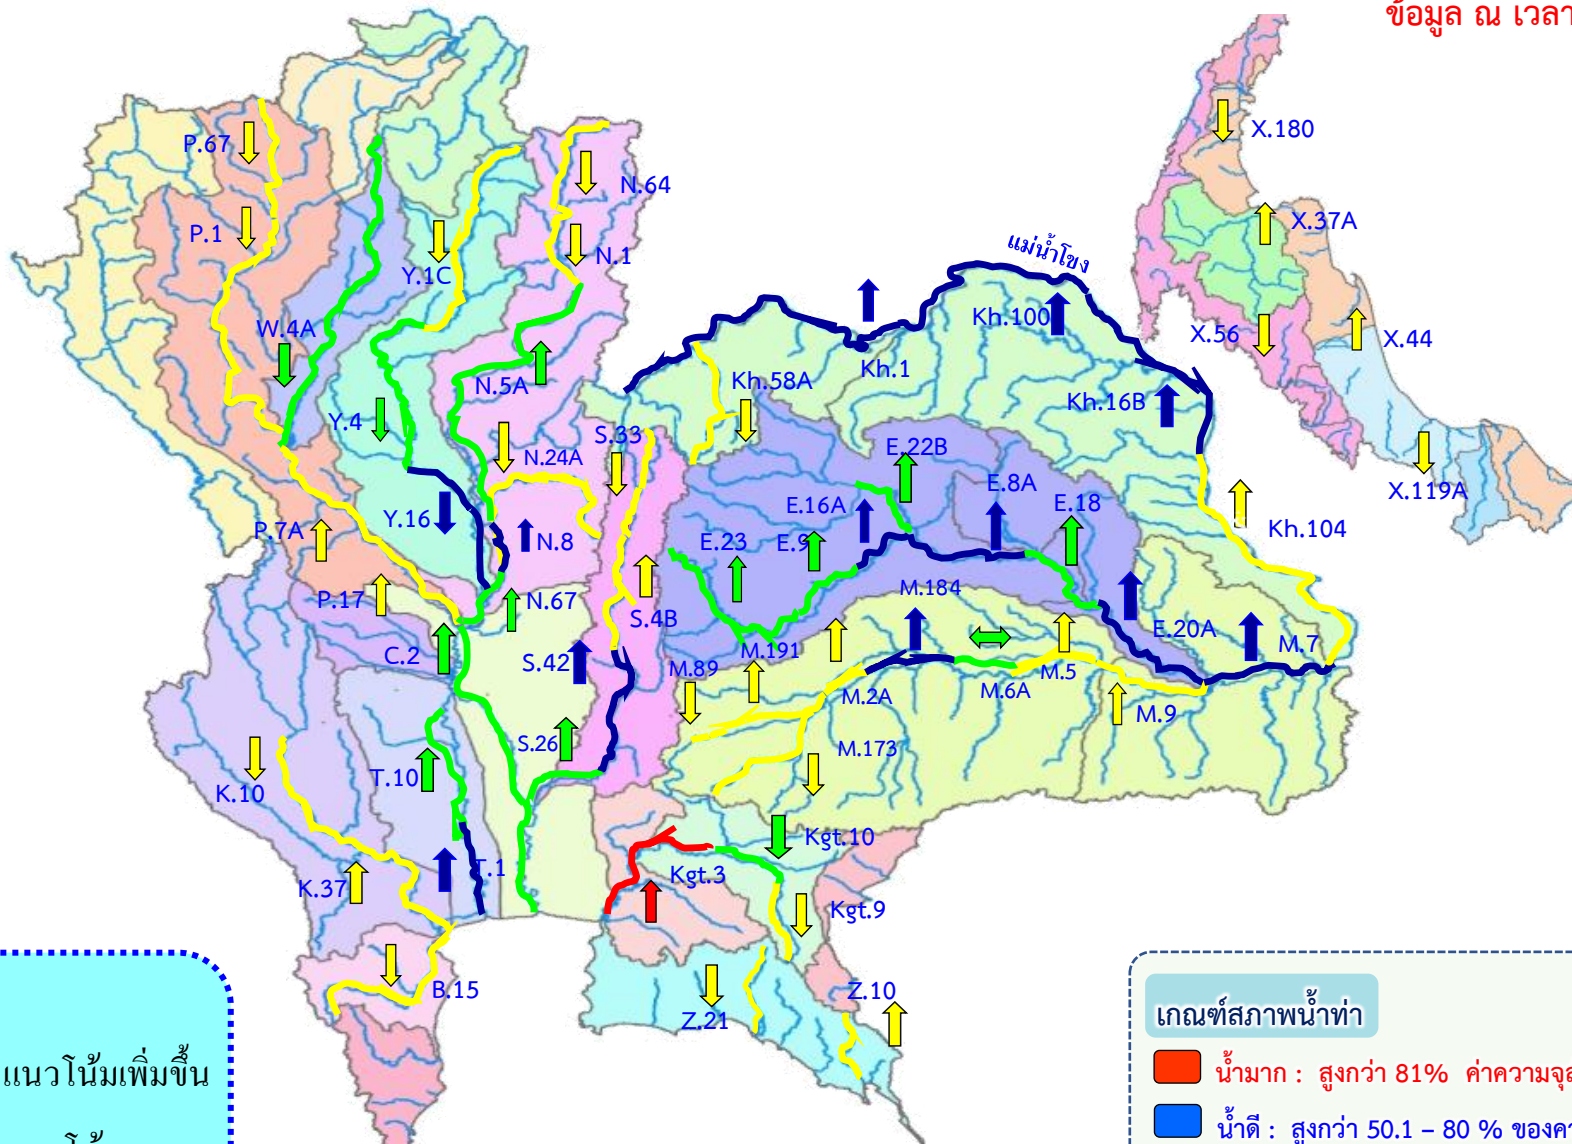 ข้อมูล ณ เวลา
P.67
X.180
N.64
P.1
X.37A
Y.1C
N.1
แม่น้ำโขง
W.4A
Kh.100
X.56
X.44
Kh.1
N.5A
Kh.58A
Kh.16B
Y.4
S.33
E.22B
N.24A
E.8A
X.119A
E.16A
E.18
P.7A
Y.16
N.8
E.23
E.9
Kh.104
M.184
P.17
N.67
S.4B
E.20A
C.2
S.42
M.89
M.191
M.5
M.7
M.2A
M.6A
M.9
S.26
M.173
T.10
K.10
Kgt.10
T.1
Kgt.3
K.37
Kgt.9
B.15
Z.10
Z.21
เกณฑ์สภาพน้ำท่า
แนวโน้มเพิ่มขึ้น
น้ำมาก : สูงกว่า 81% ค่าความจุ
น้ำดี : สูงกว่า 50.1 – 80 % ของ